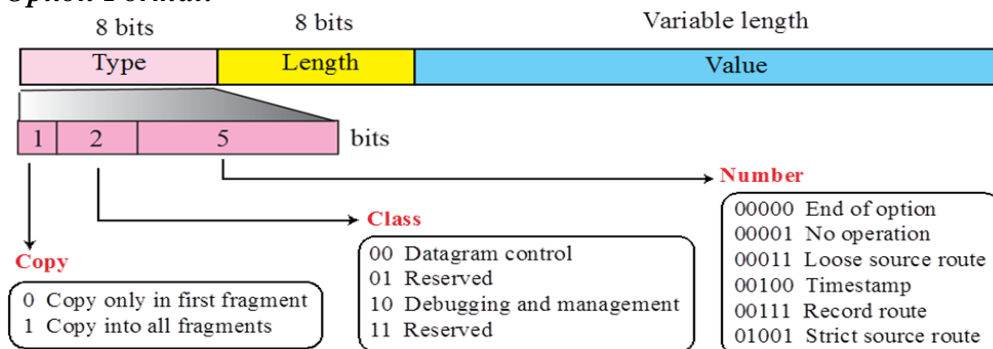 Option Format:
8 bits 8 bits Variable length
Type Length Value
1 2 5 bits
Number
00000 End of option
00001 No operation
00011 Loose source route
00100 Timestamp
00111 Record route
01001 Strict source route
Class
00 Datagram control
01 Reserved
10 Debugging and management
11 Reserved
Copy
0 Copy only in first fragment
1 Copy into all fragments